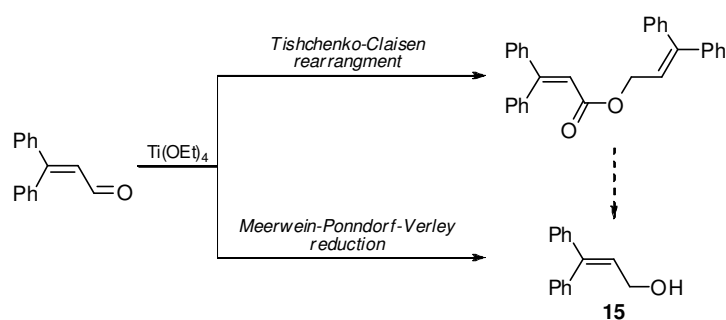 Tishchenko-Claisen
rearrangment
Ph
Ph
Ph
Ph
O
O
Ph
Ph
O
Ti(OEt)4
Meerwein-Ponndorf-Verley
reduction
Ph
Ph
OH
15